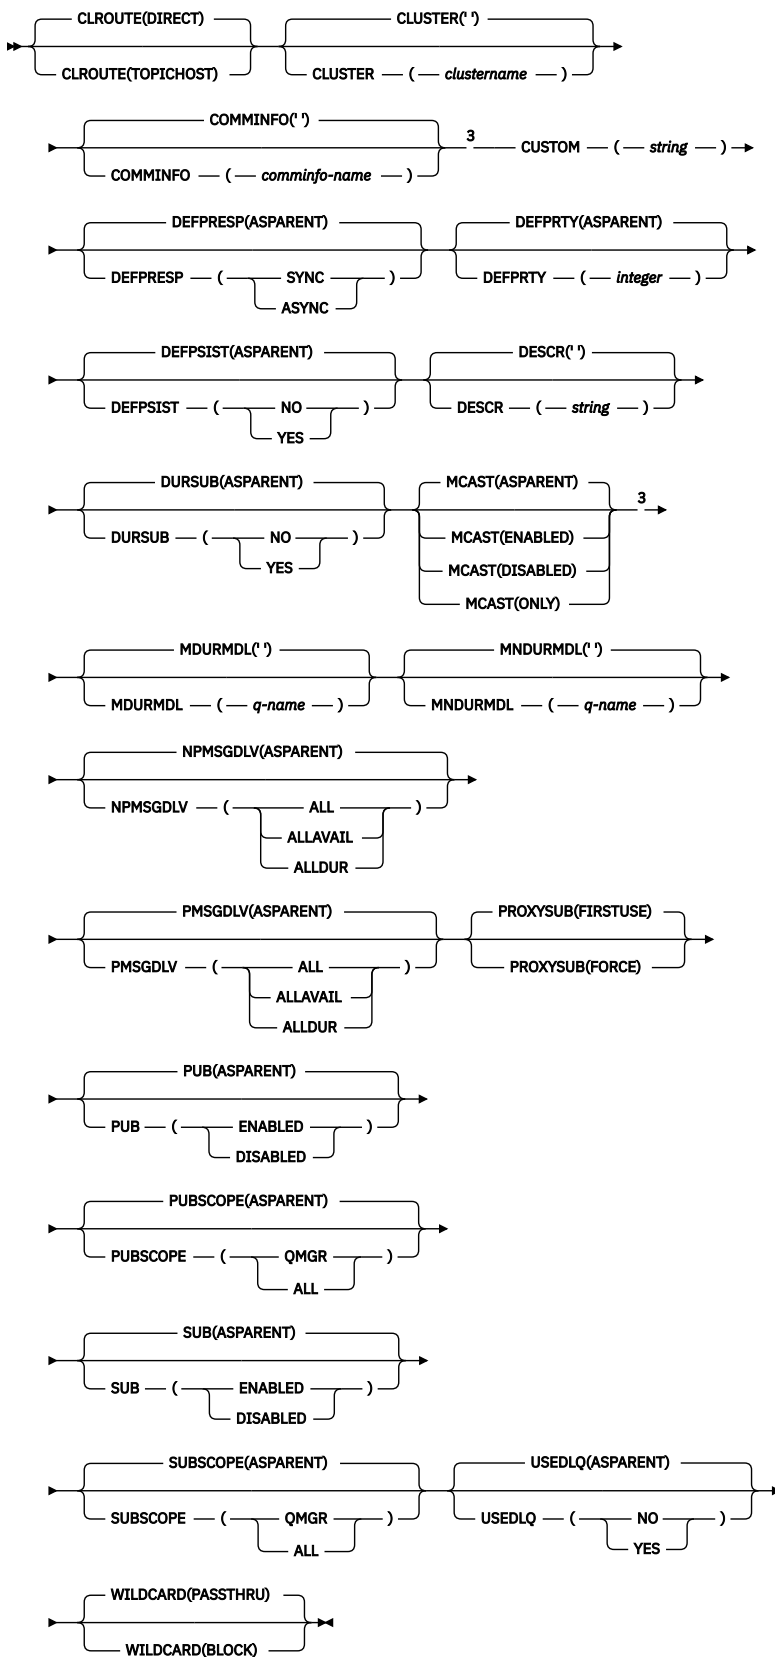 CLROUTE(DIRECT) CLUSTER(' ')
CLROUTE(TOPICHOST) CLUSTER ( clustername )
COMMINFO(' ')
3 CUSTOM ( string )
COMMINFO ( comminfo-name )
DEFPRESP(ASPARENT) DEFPRTY(ASPARENT)
DEFPRESP ( SYNC ) DEFPRTY ( integer )
ASYNC
DEFPSIST(ASPARENT) DESCR(' ')
DEFPSIST ( NO ) DESCR ( string )
YES
DURSUB(ASPARENT) MCAST(ASPARENT)
3
DURSUB ( NO ) MCAST(ENABLED)
YES MCAST(DISABLED)
MCAST(ONLY)
MDURMDL(' ') MNDURMDL(' ')
MDURMDL ( q-name ) MNDURMDL ( q-name )
NPMSGDLV(ASPARENT)
NPMSGDLV ( ALL )
ALLAVAIL
ALLDUR
PMSGDLV(ASPARENT) PROXYSUB(FIRSTUSE)
PMSGDLV ( ALL ) PROXYSUB(FORCE)
ALLAVAIL
ALLDUR
PUB(ASPARENT)
PUB ( ENABLED )
DISABLED
PUBSCOPE(ASPARENT)
PUBSCOPE ( QMGR )
ALL
SUB(ASPARENT)
SUB ( ENABLED )
DISABLED
SUBSCOPE(ASPARENT) USEDLQ(ASPARENT)
SUBSCOPE ( QMGR ) USEDLQ ( NO )
ALL YES
WILDCARD(PASSTHRU)
WILDCARD(BLOCK)